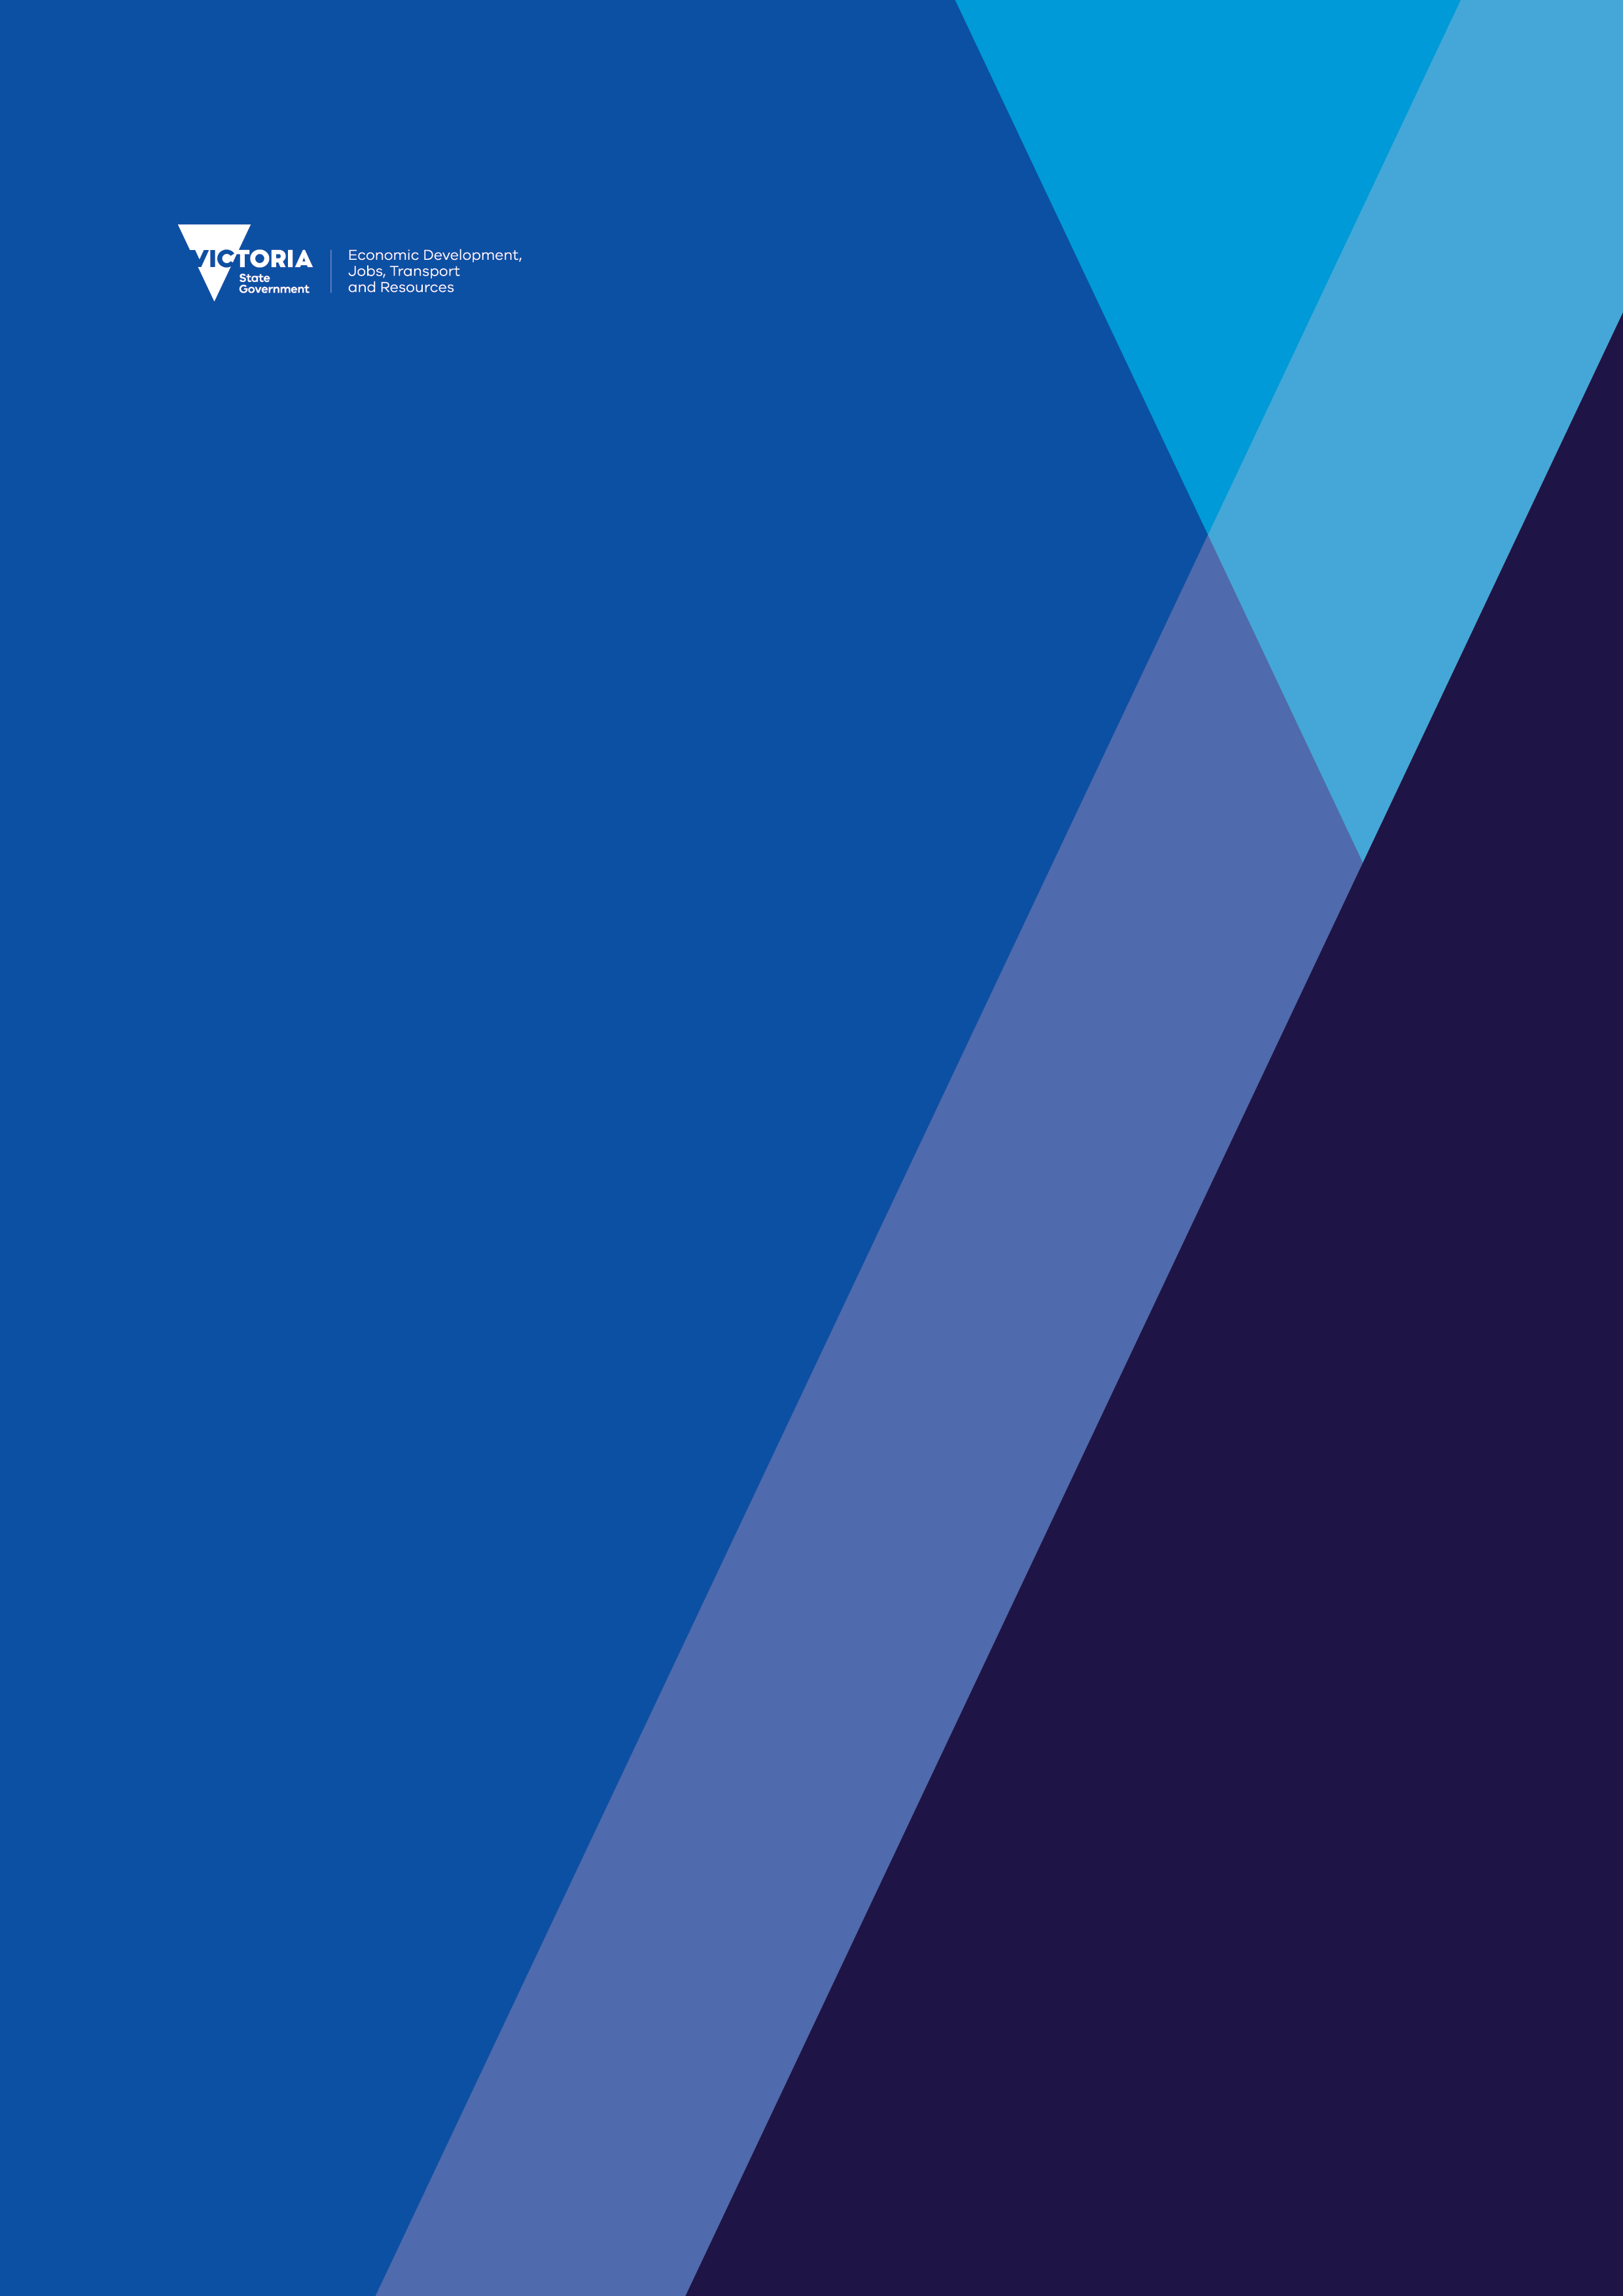 VICTORIA
State
Government
Economic Development,
Jobs, Transport
and Resources